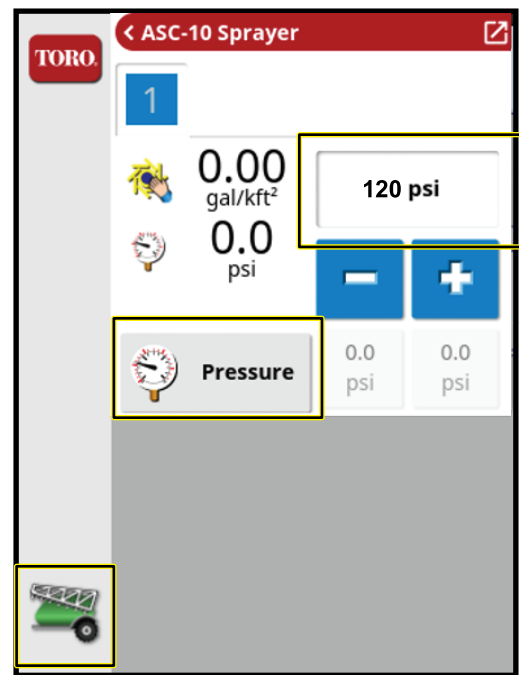 TORO.
< ASC-10 Sprayer
1
0.00
gal/kft²
120 psi
0.0
psi
Pressure
0.0
psi
0.0
psi